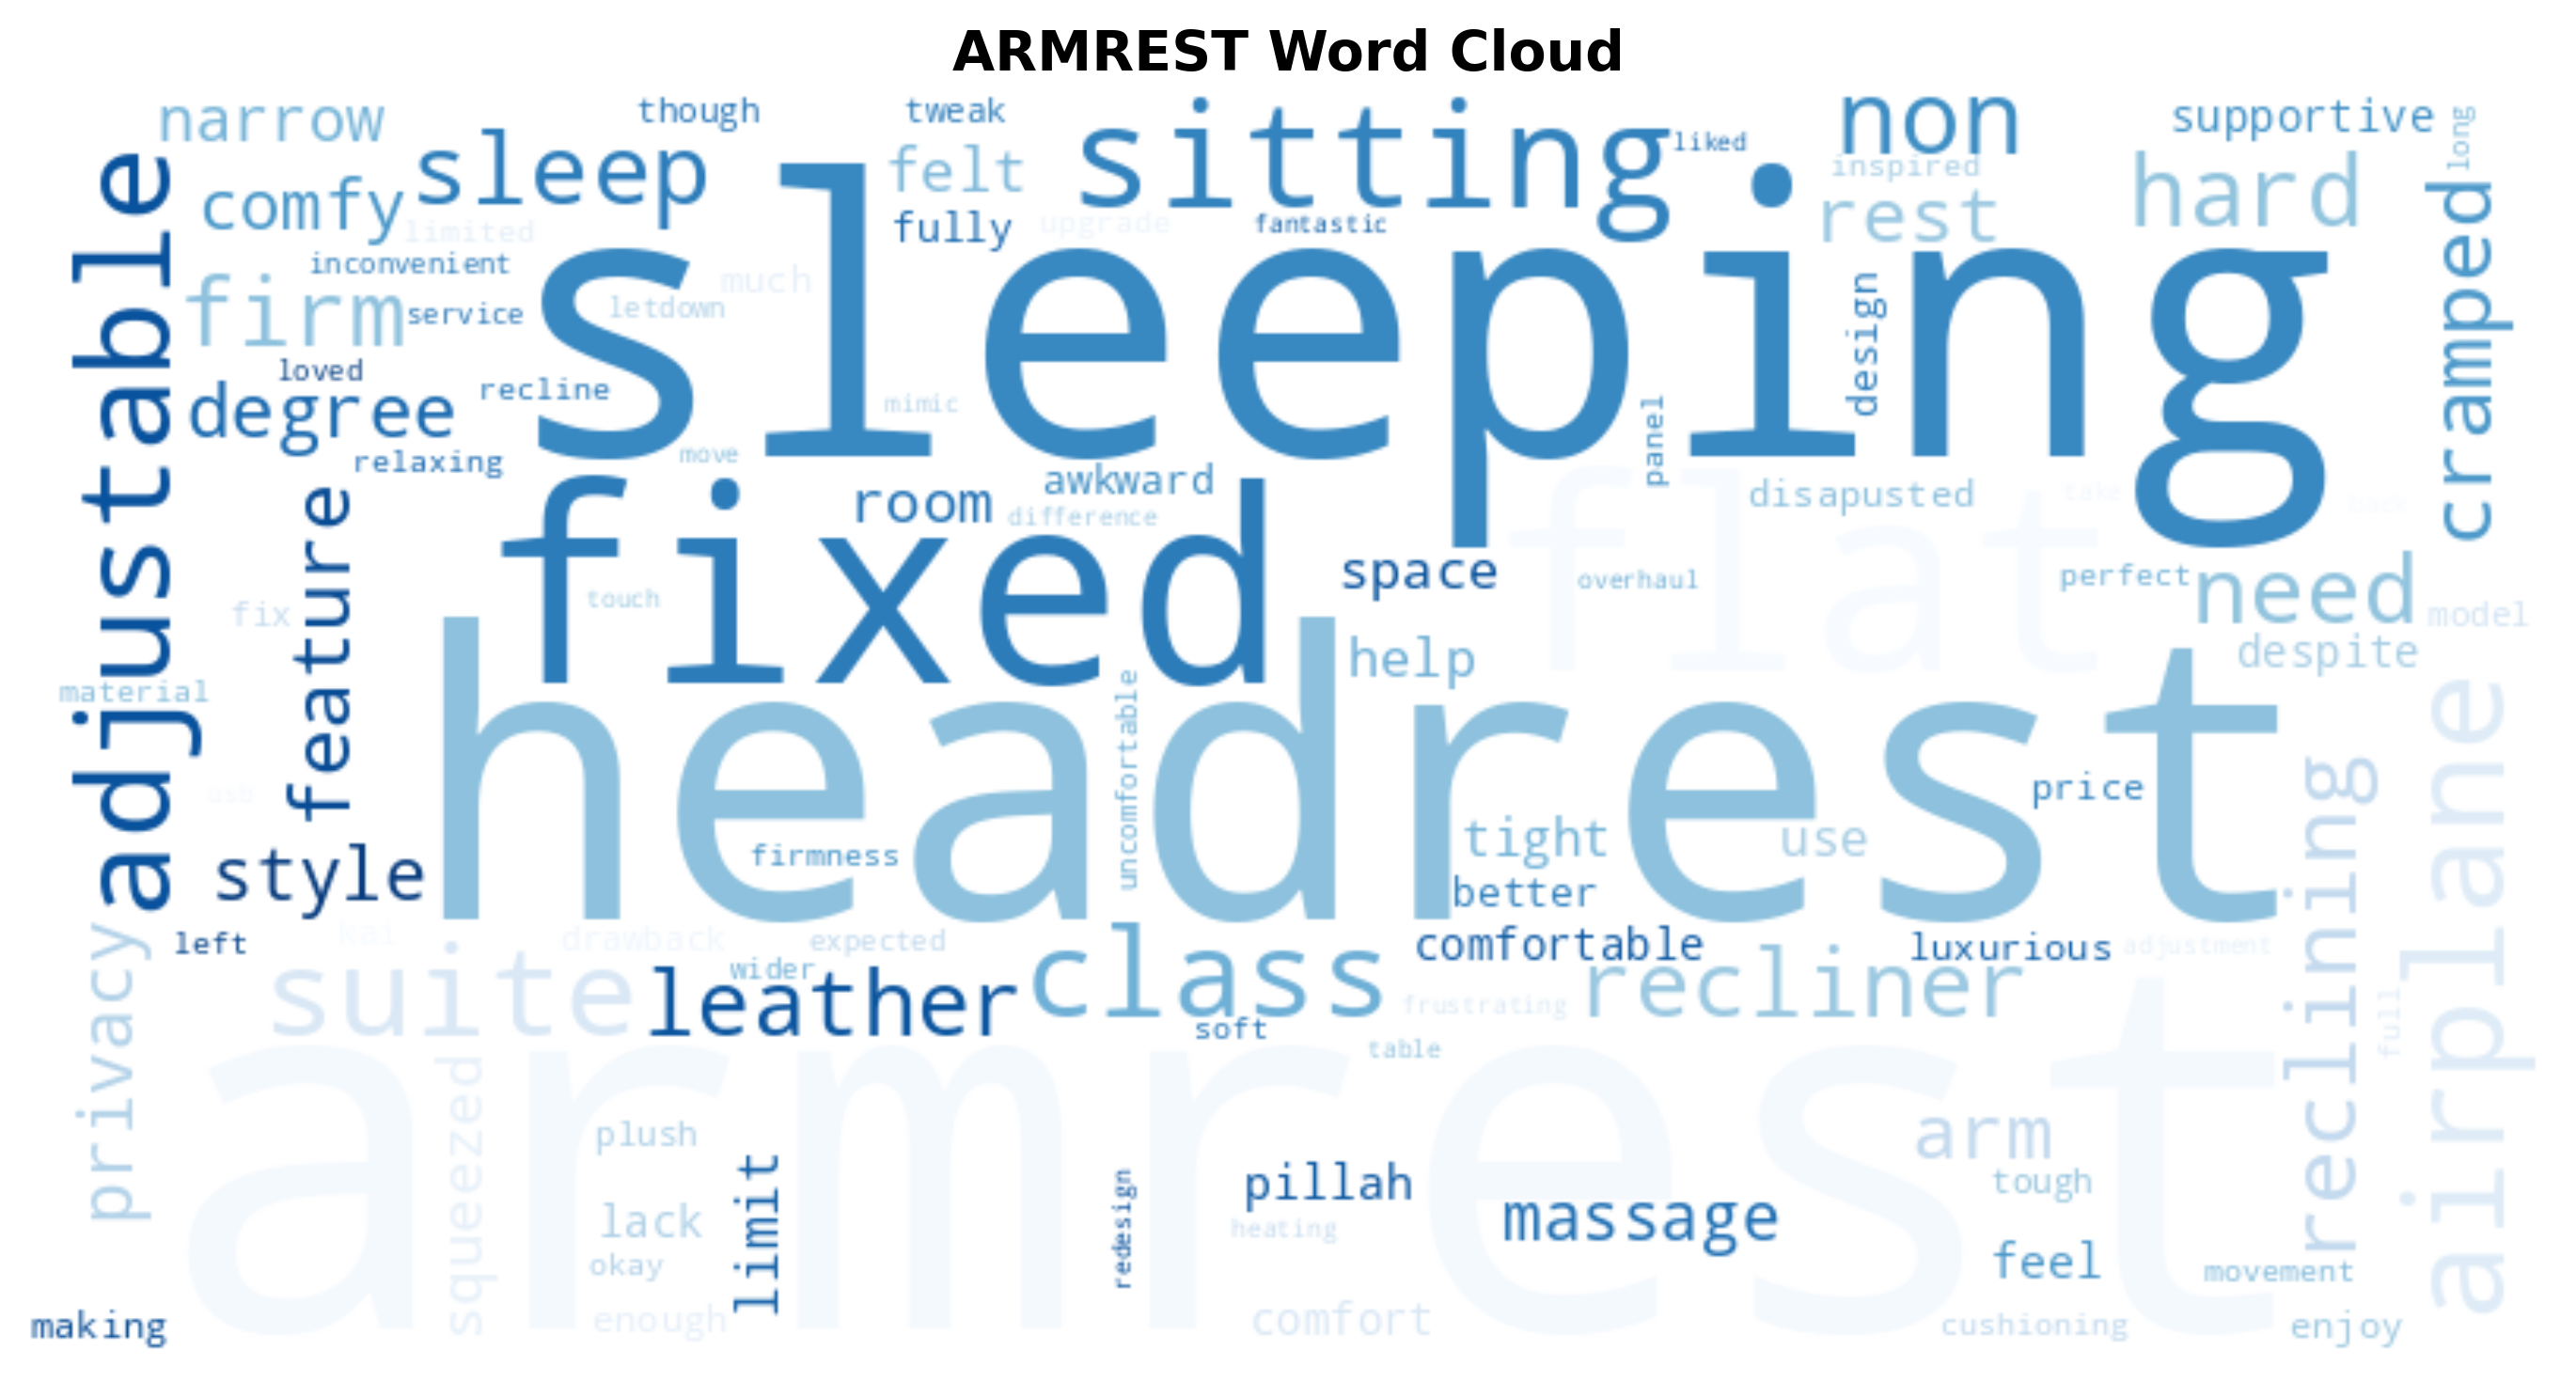 ARMREST Word Cloud
narrow
though
tweak
sitting
non
supportive
long
sleep
felt
liked
inspired
hard
comfy
limited
fully
upgrade
fantastic
rest
cramped
adjustable
inconvenient
firm
service
much
letdown
sleeping
design
loved
degree
recline
mimic
panel
relaxing
move
awkward
room
difference
disapusted
take
back
feature
fixed
space
flat
overhaul
perfect
need
model
fix
touch
help
despite
material
headrest
uncomfortable
usb
price
reclining
airplane
style
firmness
tight
use
better
privacy
left
kai
drawback
expected
class
comfortable
luxurious
adjustment
suite
wider
leather
frustrating
recliner
full
soft
table
armrest
squeezed
plush
limit
redesign
pillah
arm
lack
heating
massage
tough
okay
feel
movement
making
enough
comfort
cushioning
enjoy